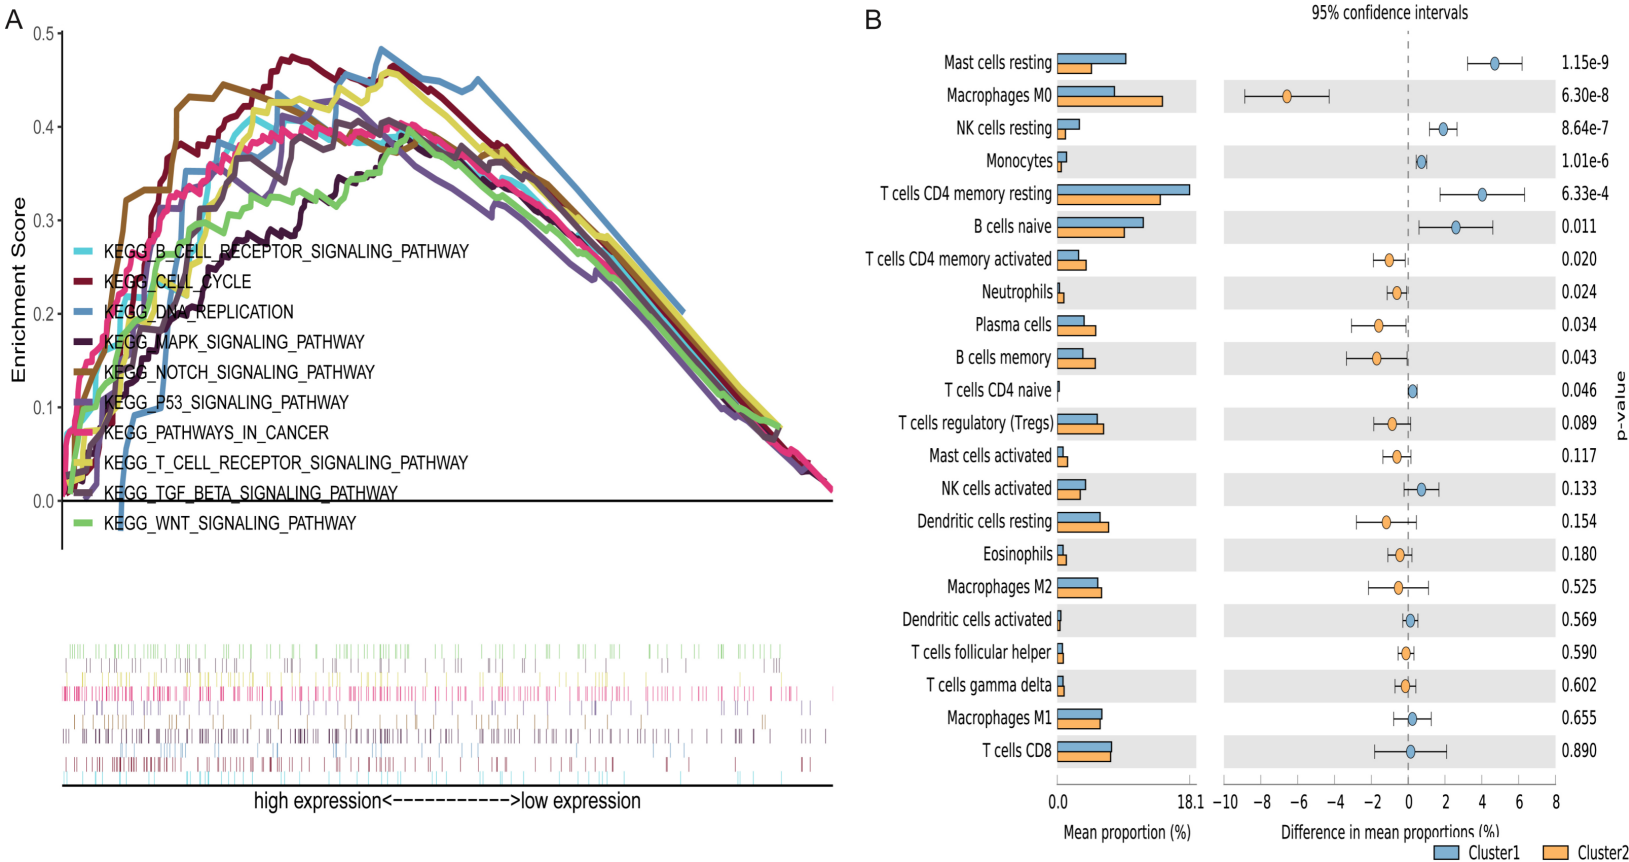 A
0.5
0.4
0.3
0.2
0.1
0.0
Enrichment Score
KEGG_B_CELL_RECEPTOR_SIGNALING_PATHWAY
KEGG_CELL_CYCLE
KEGG_DNA_REPLICATION
KEGG_MAPK_SIGNALING_PATHWAY
KEGG_NOTCH_SIGNALING_PATHWAY
KEGG_P53_SIGNALING_PATHWAY
KEGG_PATHWAYS_IN_CANCER
KEGG_T_CELL_RECEPTOR_SIGNALING_PATHWAY
KEGG_TGF_BETA_SIGNALING_PATHWAY
KEGG_WNT_SIGNALING_PATHWAY
high expression<------------>low expression
B
95% confidence intervals
Mast cells resting 1.15e-9
Macrophages M0 6.30e-8
NK cells resting 8.64e-7
Monocytes 1.01e-6
T cells CD4 memory resting 6.33e-4
B cells naive 0.011
T cells CD4 memory activated 0.020
Neutrophils 0.024
Plasma cells 0.034
B cells memory 0.043
T cells CD4 naive 0.046
T cells regulatory (Tregs) 0.089
Mast cells activated 0.117
NK cells activated 0.133
Dendritic cells resting 0.154
Eosinophils 0.180
Macrophages M2 0.525
Dendritic cells activated 0.569
T cells follicular helper 0.590
T cells gamma delta 0.602
Macrophages M1 0.655
T cells CD8 0.890
p-value
0.0 18.1 −10 −8 −6 −4 −2 0 2 4 6 8
Mean proportion (%) Difference in mean proportions (%)
Cluster1 Cluster2